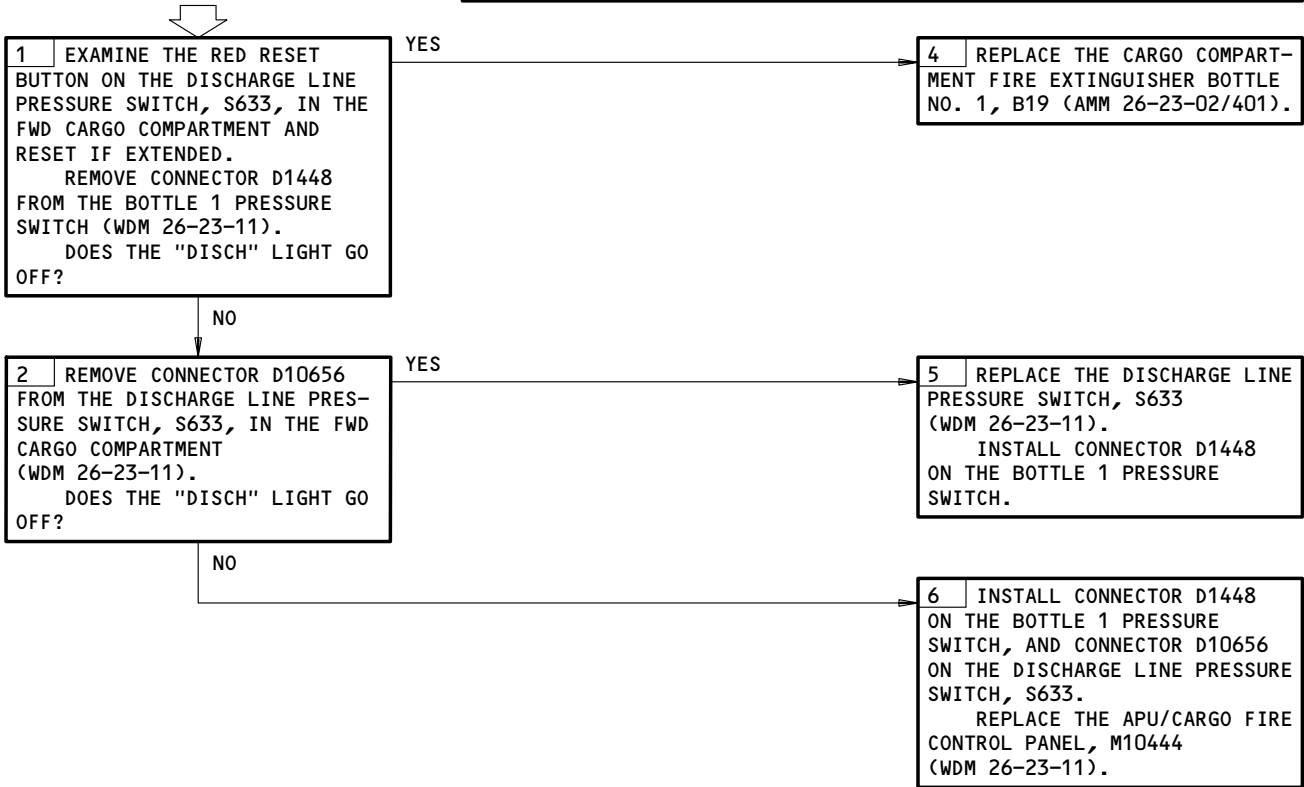 1 EXAMINE THE RED RESET
BUTTON ON THE DISCHARGE LINE
PRESSURE SWITCH, S633, IN THE
FWD CARGO COMPARTMENT AND
RESET IF EXTENDED.
REMOVE CONNECTOR D1448
FROM THE BOTTLE 1 PRESSURE
SWITCH (WDM 26-23-11).
DOES THE "DISCH" LIGHT GO
OFF?
YES
4 REPLACE THE CARGO COMPART-
MENT FIRE EXTINGUISHER BOTTLE
NO. 1, B19 (AMM 26-23-02/401).
NO
2 REMOVE CONNECTOR D10656
FROM THE DISCHARGE LINE PRES-
SURE SWITCH, S633, IN THE FWD
CARGO COMPARTMENT
(WDM 26-23-11).
DOES THE "DISCH" LIGHT GO
OFF?
YES
5 REPLACE THE DISCHARGE LINE
PRESSURE SWITCH, S633
(WDM 26-23-11).
INSTALL CONNECTOR D1448
ON THE BOTTLE 1 PRESSURE
SWITCH.
NO
6 INSTALL CONNECTOR D1448
ON THE BOTTLE 1 PRESSURE
SWITCH, AND CONNECTOR D10656
ON THE DISCHARGE LINE PRESSURE
SWITCH, S633.
REPLACE THE APU/CARGO FIRE
CONTROL PANEL, M10444
(WDM 26-23-11).